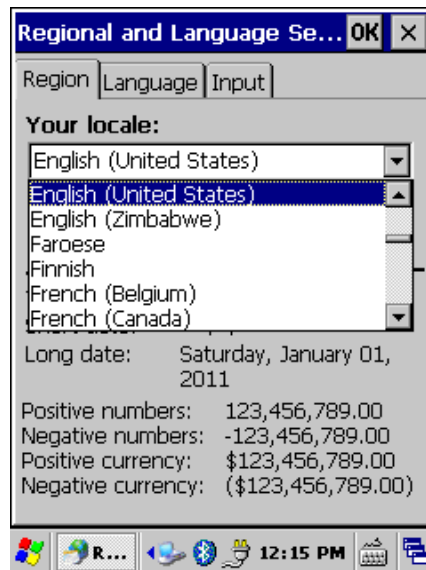 Regional and Language Se... OK ×
Region Language Input
Your locale:
English (United States)
English (United States)
English (Zimbabwe)
Faroese
Finnish
French (Belgium)
French (Canada)
Long date: Saturday, January 01,
2011
Positive numbers: 123,456,789.00
Negative numbers: -123,456,789.00
Positive currency: $123,456,789.00
Negative currency: ($123,456,789.00)
R... 12:15 PM